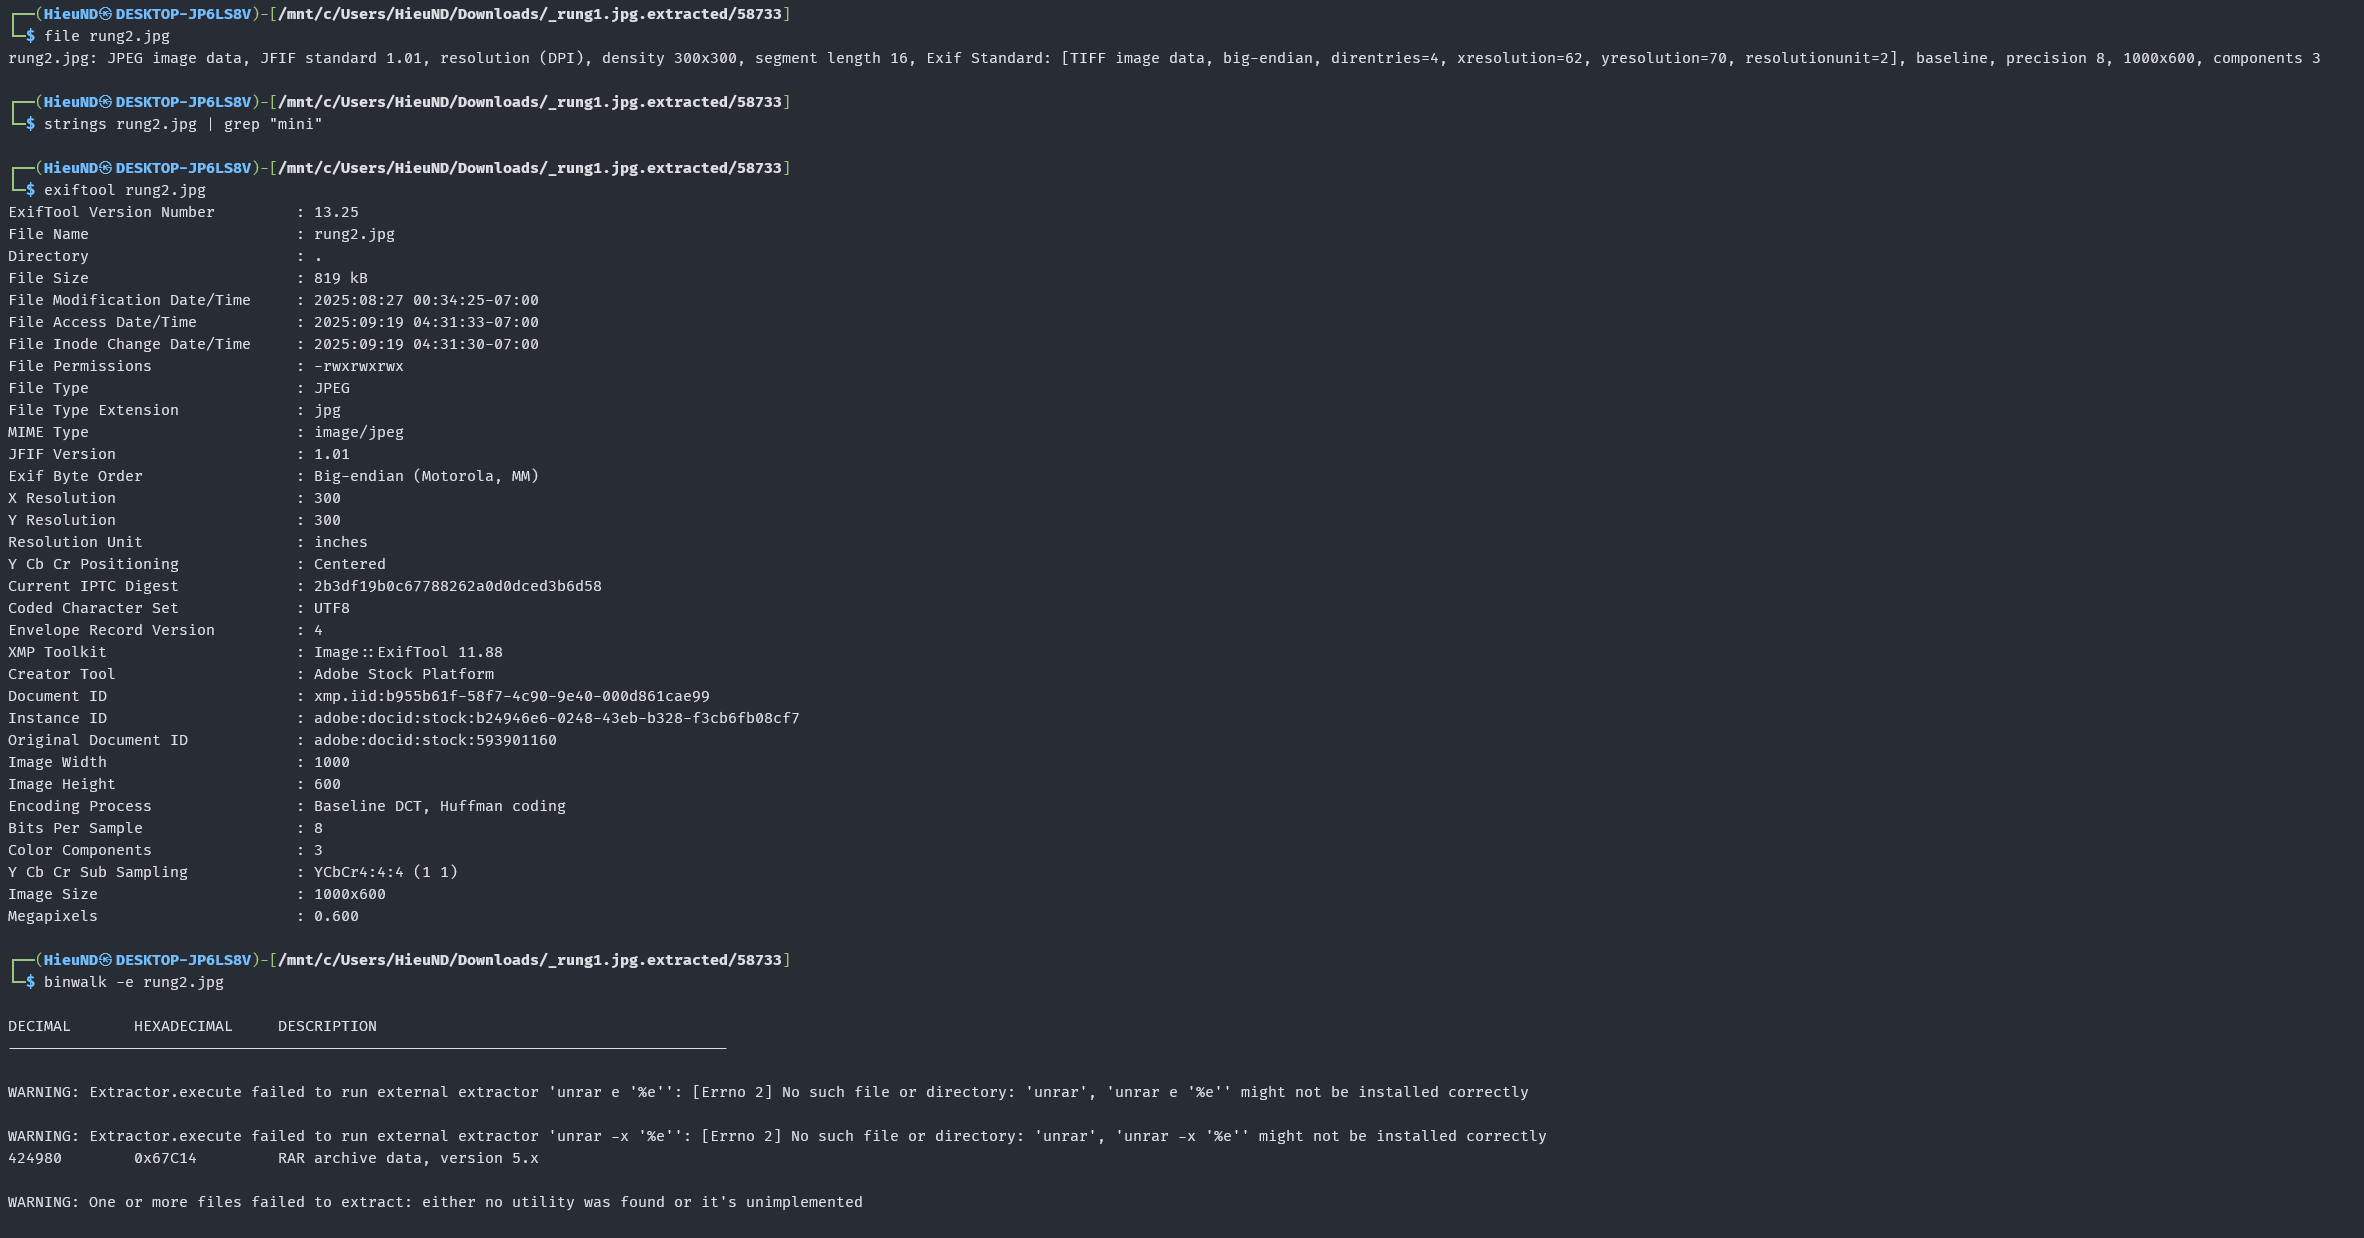 ┌──(HieuND㉿DESKTOP-JP6LS8V)-[/mnt/c/Users/HieuND/Downloads/_rung1.jpg.extracted/58733]
└─$ file rung2.jpg
rung2.jpg: JPEG image data, JFIF standard 1.01, resolution (DPI), density 300x300, segment length 16, Exif Standard: [TIFF image data, big-endian, direntries=4, xresolution=62, yresolution=70, resolutionunit=2], baseline, precision 8, 1000x600, components 3
┌──(HieuND㉿DESKTOP-JP6LS8V)-[/mnt/c/Users/HieuND/Downloads/_rung1.jpg.extracted/58733]
└─$ strings rung2.jpg | grep "mini"
┌──(HieuND㉿DESKTOP-JP6LS8V)-[/mnt/c/Users/HieuND/Downloads/_rung1.jpg.extracted/58733]
└─$ exiftool rung2.jpg
ExifTool Version Number         : 13.25
File Name                       : rung2.jpg
Directory                       : .
File Size                       : 819 kB
File Modification Date/Time     : 2025:08:27 00:34:25-07:00
File Access Date/Time           : 2025:09:19 04:31:33-07:00
File Inode Change Date/Time     : 2025:09:19 04:31:30-07:00
File Permissions                : -rwxrwxrwx
File Type                       : JPEG
File Type Extension             : jpg
MIME Type                       : image/jpeg
JFIF Version                    : 1.01
Exif Byte Order                 : Big-endian (Motorola, MM)
X Resolution                    : 300
Y Resolution                    : 300
Resolution Unit                 : inches
Y Cb Cr Positioning             : Centered
Current IPTC Digest             : 2b3df19b0c67788262a0d0dced3b6d58
Coded Character Set             : UTF8
Envelope Record Version         : 4
XMP Toolkit                     : Image::ExifTool 11.88
Creator Tool                    : Adobe Stock Platform
Document ID                     : xmp.iid:b955b61f-58f7-4c90-9e40-000d861cae99
Instance ID                     : adobe:docid:stock:b24946e6-0248-43eb-b328-f3cb6fb08cf7
Original Document ID            : adobe:docid:stock:593901160
Image Width                     : 1000
Image Height                    : 600
Encoding Process                : Baseline DCT, Huffman coding
Bits Per Sample                 : 8
Color Components                : 3
Y Cb Cr Sub Sampling            : YCbCr4:4:4 (1 1)
Image Size                      : 1000x600
Megapixels                      : 0.600
┌──(HieuND㉿DESKTOP-JP6LS8V)-[/mnt/c/Users/HieuND/Downloads/_rung1.jpg.extracted/58733]
└─$ binwalk -e rung2.jpg
DECIMAL       HEXADECIMAL     DESCRIPTION
--------------------------------------------------------------------------------
WARNING: Extractor.execute failed to run external extractor 'unrar e '%e'': [Errno 2] No such file or directory: 'unrar', 'unrar e '%e'' might not be installed correctly
WARNING: Extractor.execute failed to run external extractor 'unrar -x '%e'': [Errno 2] No such file or directory: 'unrar', 'unrar -x '%e'' might not be installed correctly
424980        0x67C14         RAR archive data, version 5.x
WARNING: One or more files failed to extract: either no utility was found or it's unimplemented